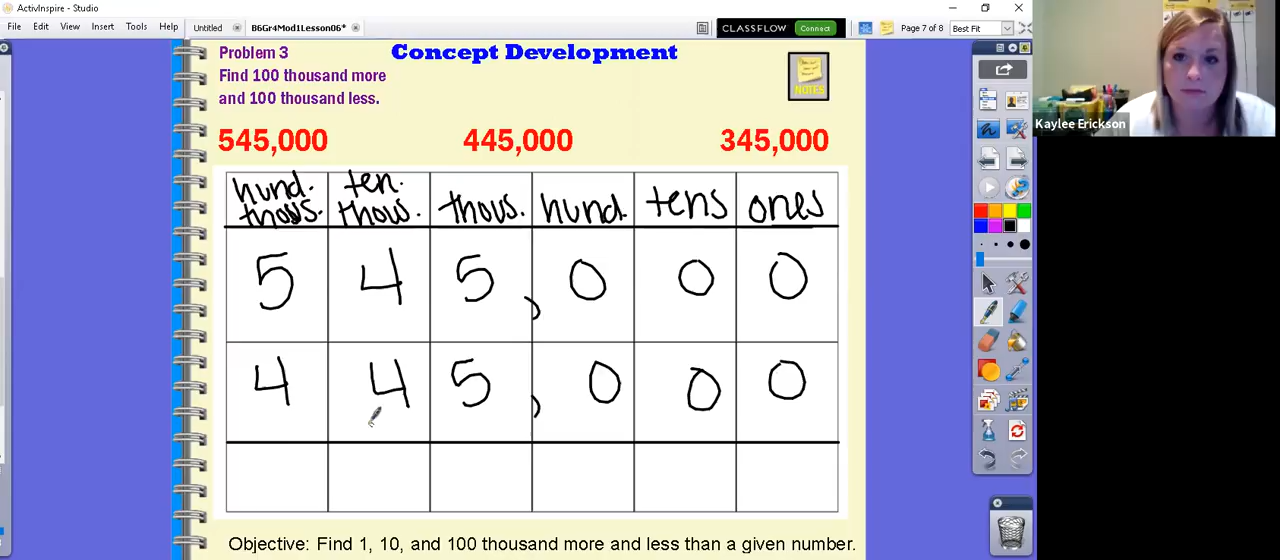 ActivInspire - Studio
File Edit View Insert Tools Help
Untitled
B6Gr4Mod1Lesson06*
CLASSFLOW Connect
Page 7 of 8
Best Fit
Problem 3
Concept Development
Find 100 thousand more
and 100 thousand less.
NOTES
Kaylee Erickson
545,000 445,000 345,000
hund. thous. ten. thous. thous. hund. tens ones
5 4 5, 0 0 0
4 4 5, 0 0 0
Objective: Find 1, 10, and 100 thousand more and less than a given number.